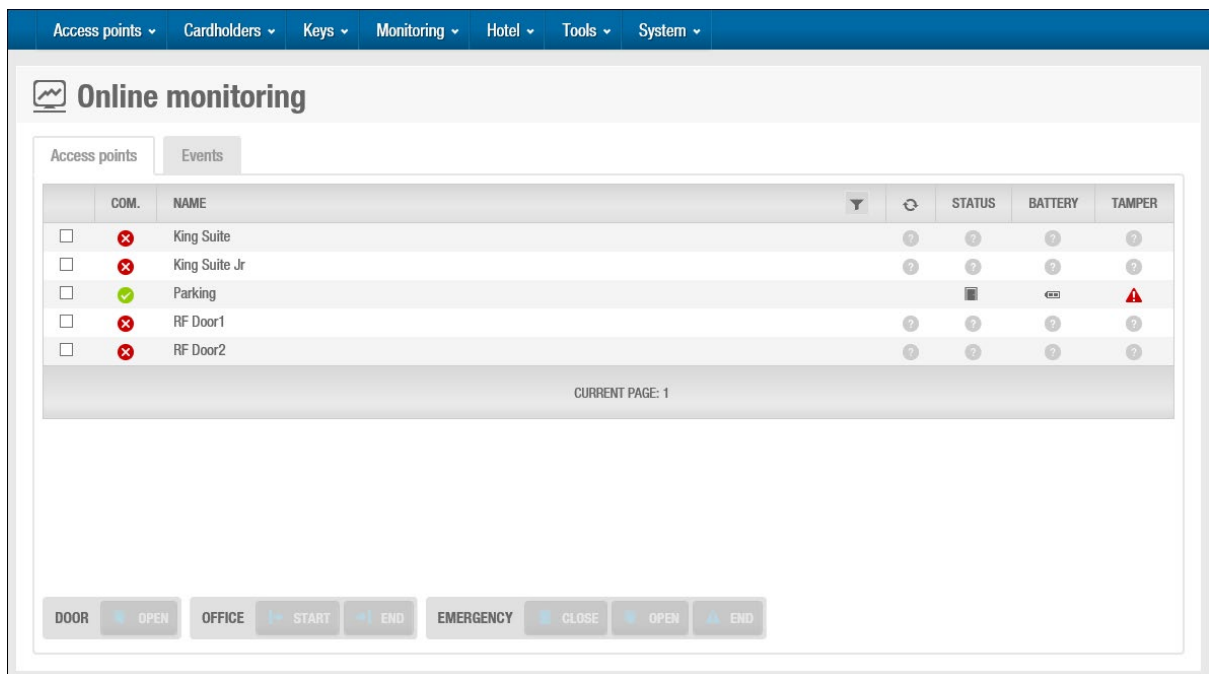 Access points Cardholders Keys Monitoring Hotel Tools System
Online monitoring
Access points Events
COM. NAME STATUS BATTERY TAMPER
King Suite ? ? ? ?
King Suite Jr ? ? ? ?
Parking
RF Door1 ? ? ? ?
RF Door2 ? ? ? ?
CURRENT PAGE: 1
DOOR OPEN OFFICE START END EMERGENCY CLOSE OPEN END